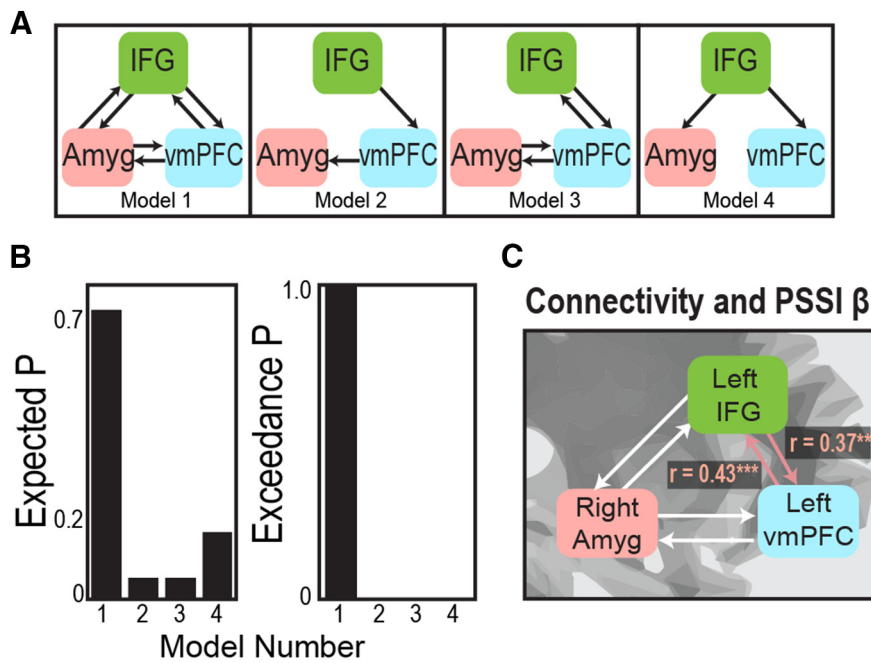 A
IFG
Amyg
vmPFC
Model 1
IFG
Amyg
vmPFC
Model 2
IFG
Amyg
vmPFC
Model 3
IFG
Amyg
vmPFC
Model 4
B
Expected P
0.7
0.2
0
1 2 3 4
Exceedance P
1.0
0
1 2 3 4
Model Number
C
Connectivity and PSSI β
Left
IFG
r = 0.37**
r = 0.43***
Right
Amyg
Left
vmPFC